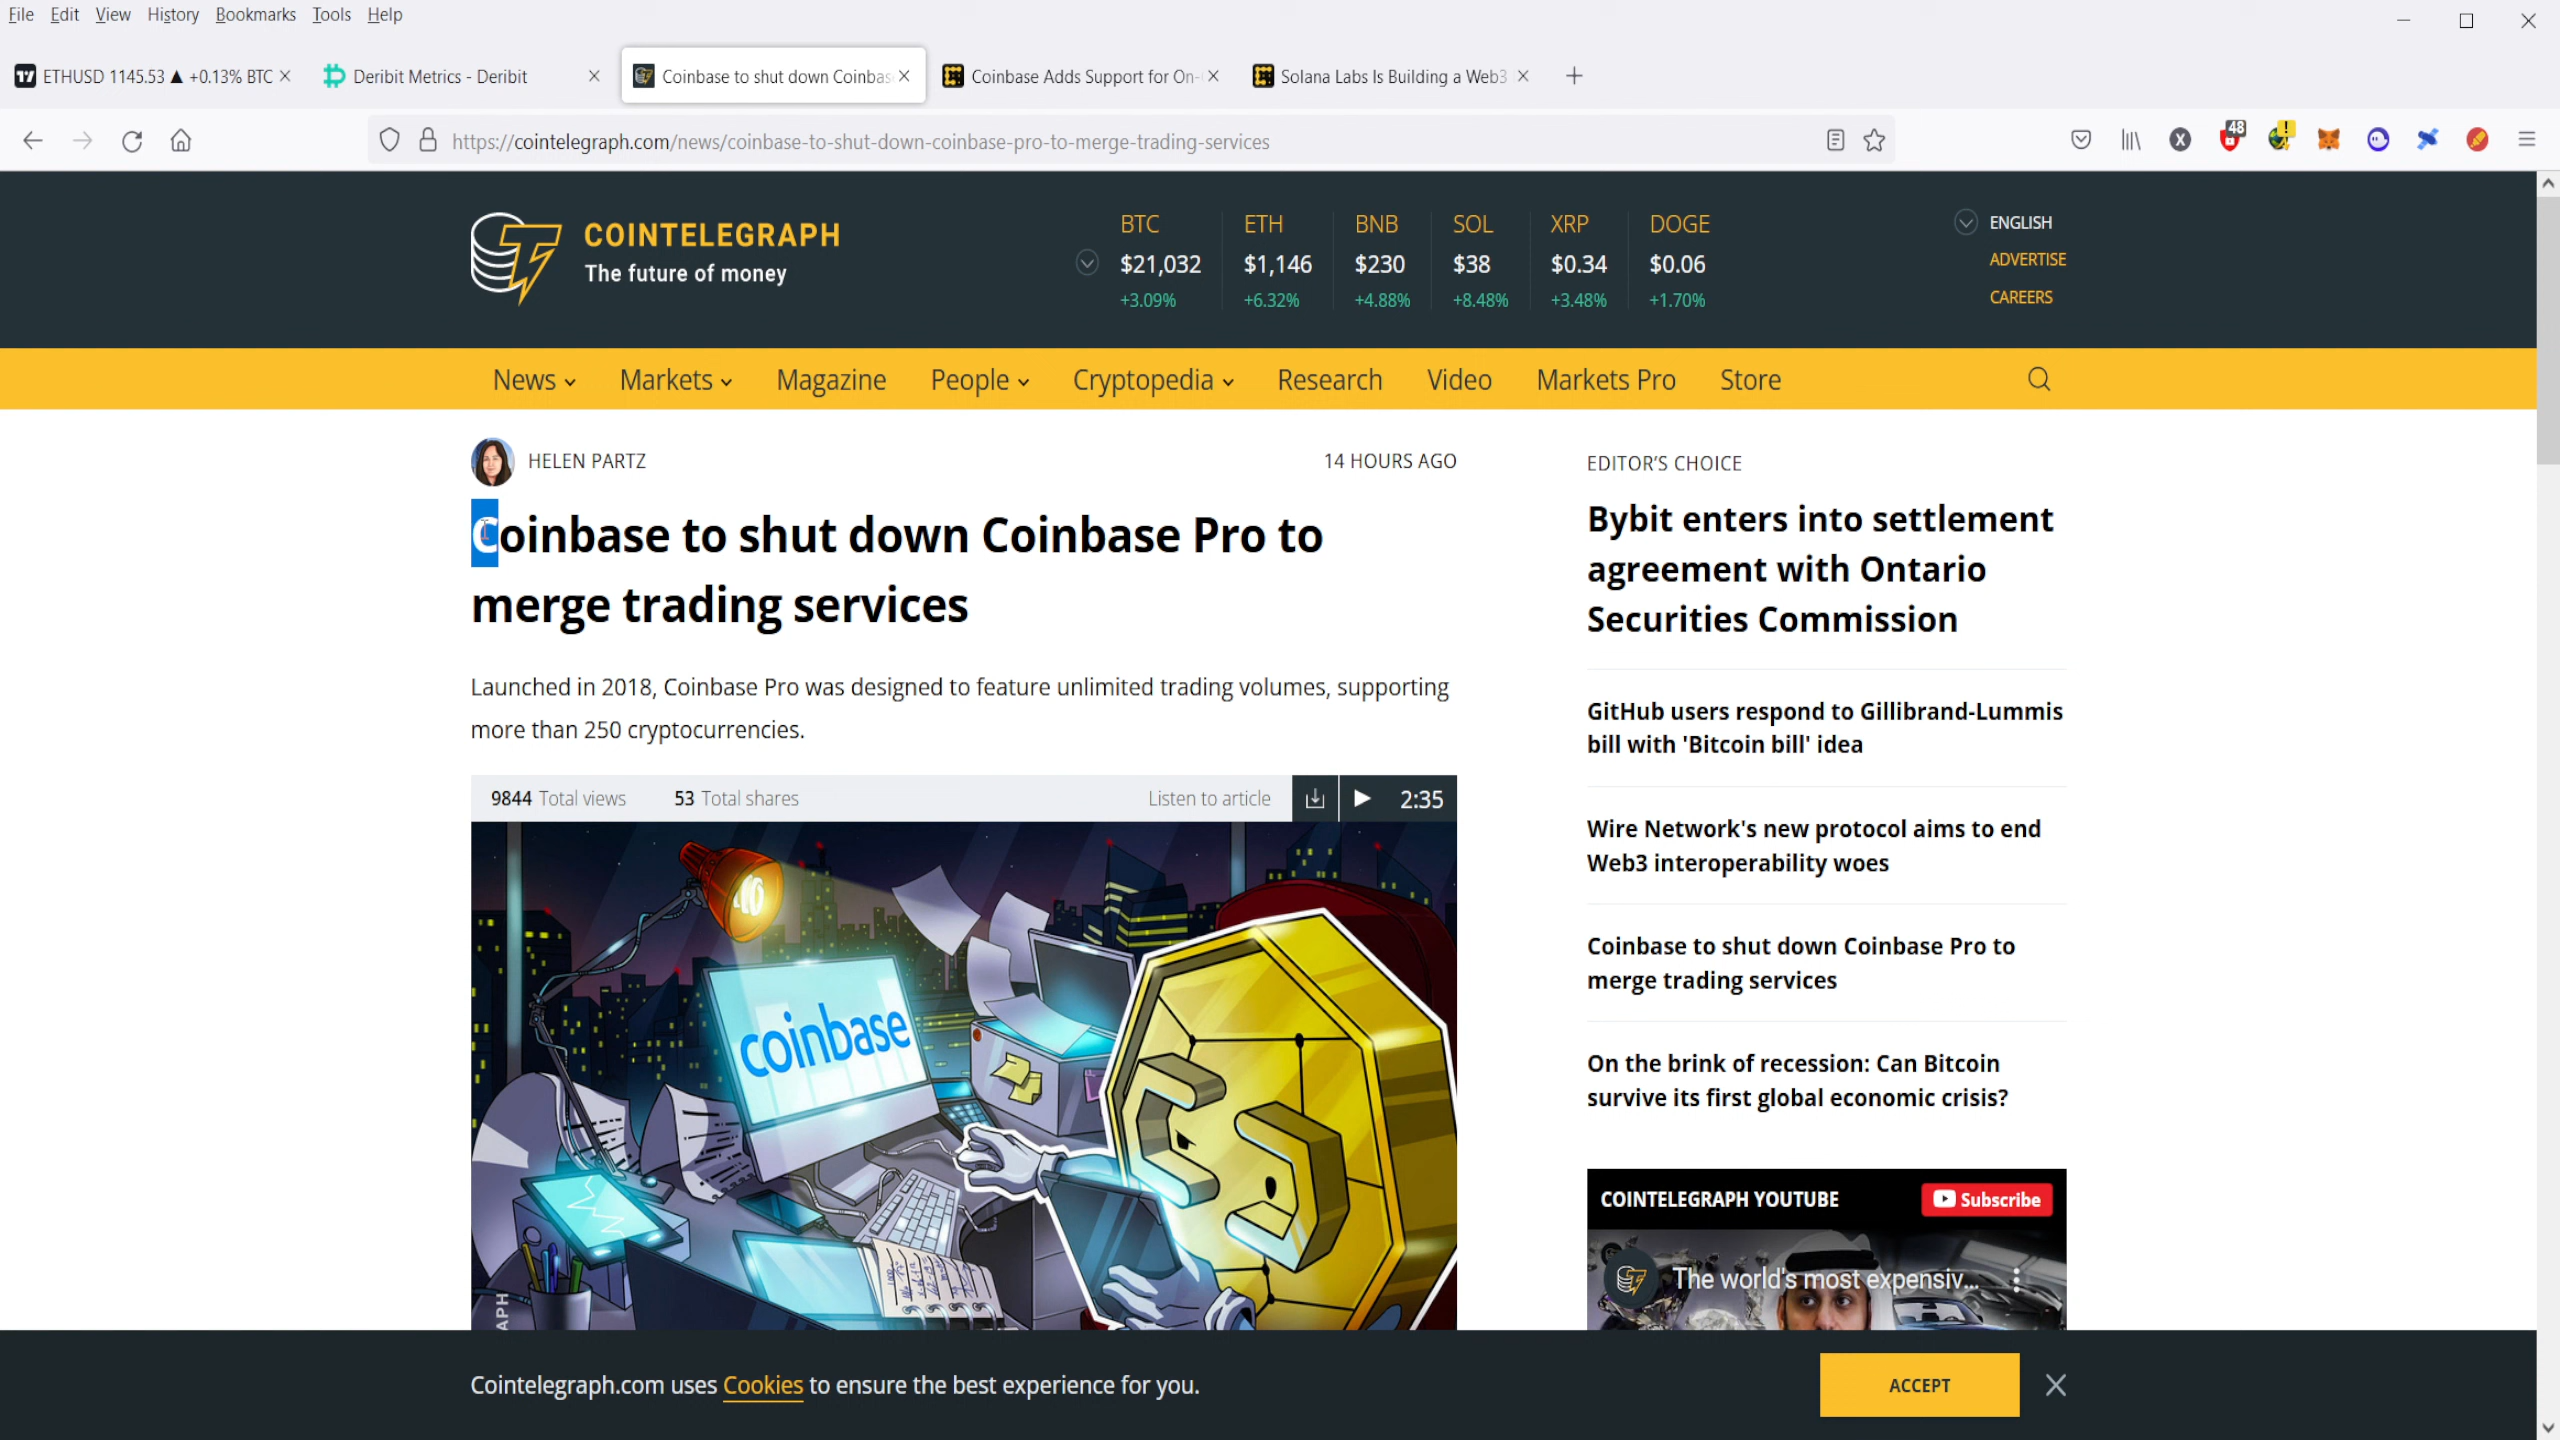 File Edit View History Bookmarks Tools Help
ETHUSD 1145.53 ▲ +0.13% BTC
Deribit Metrics - Deribit
Coinbase to shut down Coinbas
Coinbase Adds Support for On-
Solana Labs Is Building a Web3
https://cointelegraph.com/news/coinbase-to-shut-down-coinbase-pro-to-merge-trading-services
48
COINTELEGRAPH
The future of money
BTC ETH BNB SOL XRP DOGE
$21,032 $1,146 $230 $38 $0.34 $0.06
+3.09% +6.32% +4.88% +8.48% +3.48% +1.70%
ENGLISH
ADVERTISE
CAREERS
News Markets Magazine People Cryptopedia Research Video Markets Pro Store
HELEN PARTZ
14 HOURS AGO
Coinbase to shut down Coinbase Pro to
merge trading services
Launched in 2018, Coinbase Pro was designed to feature unlimited trading volumes, supporting
more than 250 cryptocurrencies.
9844 Total views 53 Total shares Listen to article 2:35
coinbase
EDITOR'S CHOICE
Bybit enters into settlement
agreement with Ontario
Securities Commission
GitHub users respond to Gillibrand-Lummis
bill with 'Bitcoin bill' idea
Wire Network's new protocol aims to end
Web3 interoperability woes
Coinbase to shut down Coinbase Pro to
merge trading services
On the brink of recession: Can Bitcoin
survive its first global economic crisis?
COINTELEGRAPH YOUTUBE
Subscribe
The world's most expensiv...
Cointelegraph.com uses Cookies to ensure the best experience for you.
ACCEPT